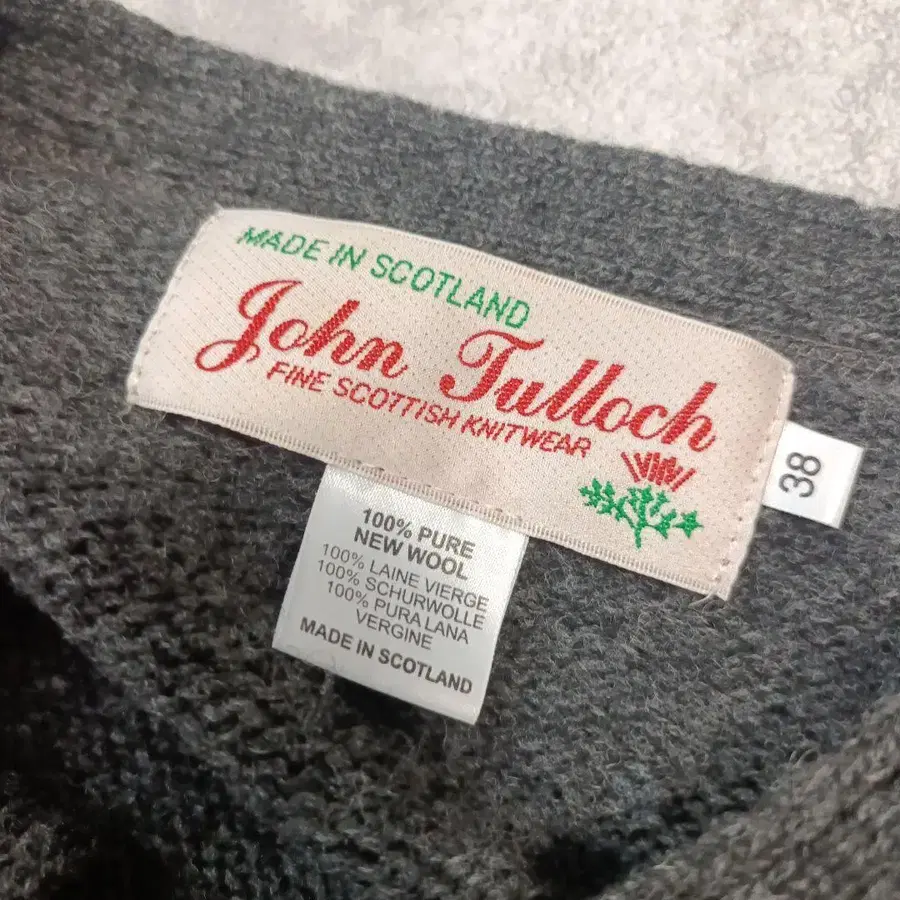 MADE IN SCOTLAND
John Tulloch
FINE SCOTTISH KNITWEAR
38
100% PURE
NEW WOOL
100% LAINE VIERGE
100% SCHURWOLLE
100% PURA LANA
VERGINE
MADE IN SCOTLAND